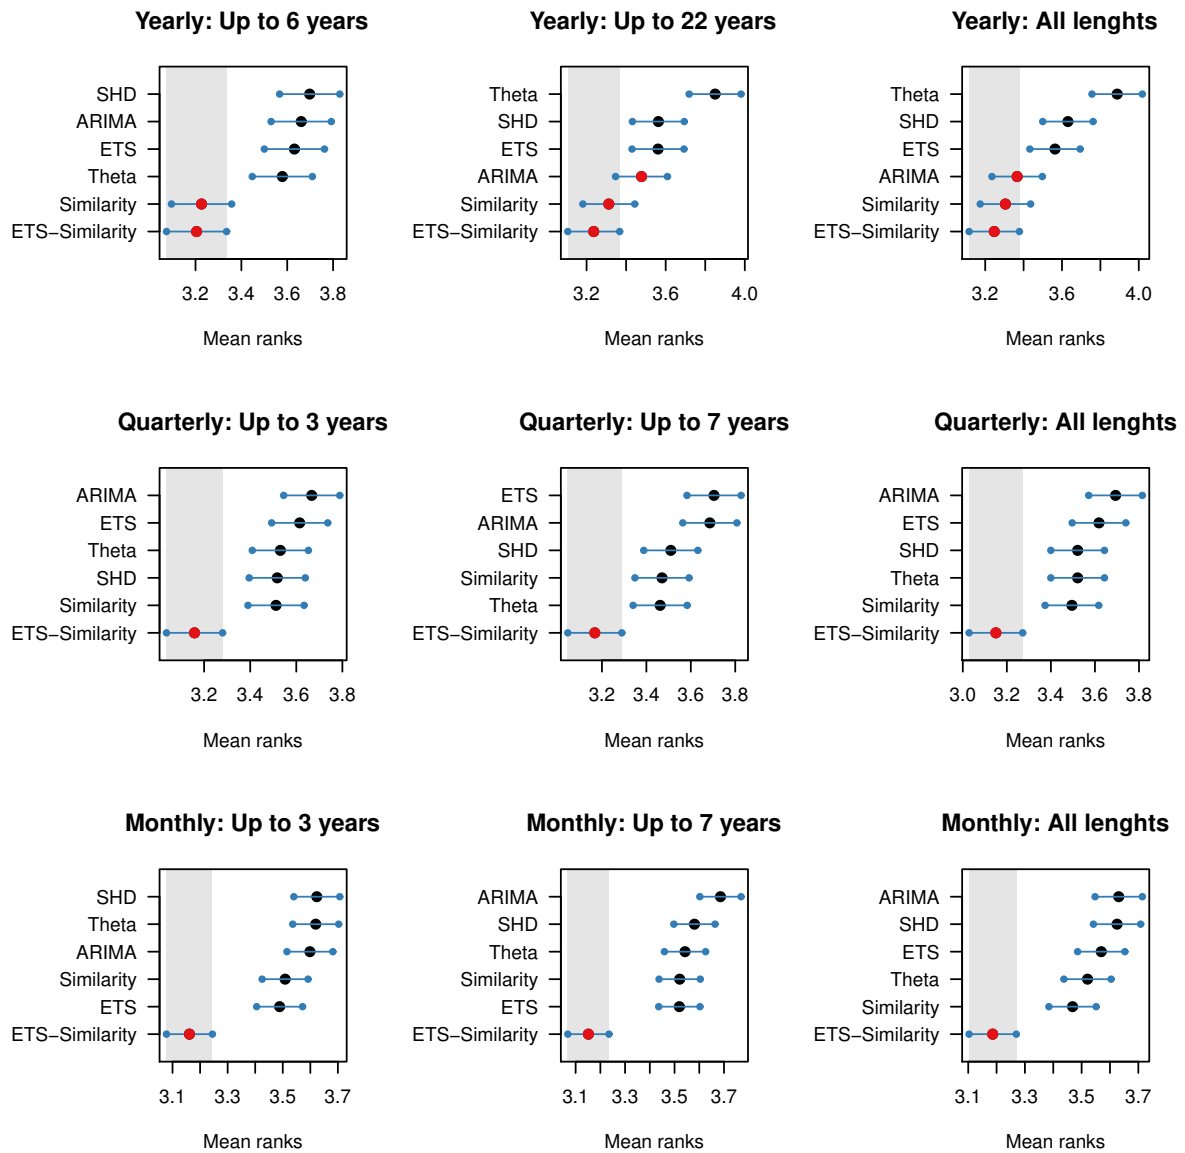 Yearly: Up to 6 years
SHD
ARIMA
ETS
Theta
Similarity
ETS−Similarity
3.2 3.4 3.6 3.8
Mean ranks
Yearly: Up to 22 years
Theta
SHD
ETS
ARIMA
Similarity
ETS−Similarity
3.2 3.6 4.0
Mean ranks
Yearly: All lenghts
Theta
SHD
ETS
ARIMA
Similarity
ETS−Similarity
3.2 3.6 4.0
Mean ranks
Quarterly: Up to 3 years
ARIMA
ETS
Theta
SHD
Similarity
ETS−Similarity
3.2 3.4 3.6 3.8
Mean ranks
Quarterly: Up to 7 years
ETS
ARIMA
SHD
Similarity
Theta
ETS−Similarity
3.2 3.4 3.6 3.8
Mean ranks
Quarterly: All lenghts
ARIMA
ETS
SHD
Theta
Similarity
ETS−Similarity
3.0 3.2 3.4 3.6 3.8
Mean ranks
Monthly: Up to 3 years
SHD
Theta
ARIMA
Similarity
ETS
ETS−Similarity
3.1 3.3 3.5 3.7
Mean ranks
Monthly: Up to 7 years
ARIMA
SHD
Theta
Similarity
ETS
ETS−Similarity
3.1 3.3 3.5 3.7
Mean ranks
Monthly: All lenghts
ARIMA
SHD
ETS
Theta
Similarity
ETS−Similarity
3.1 3.3 3.5 3.7
Mean ranks